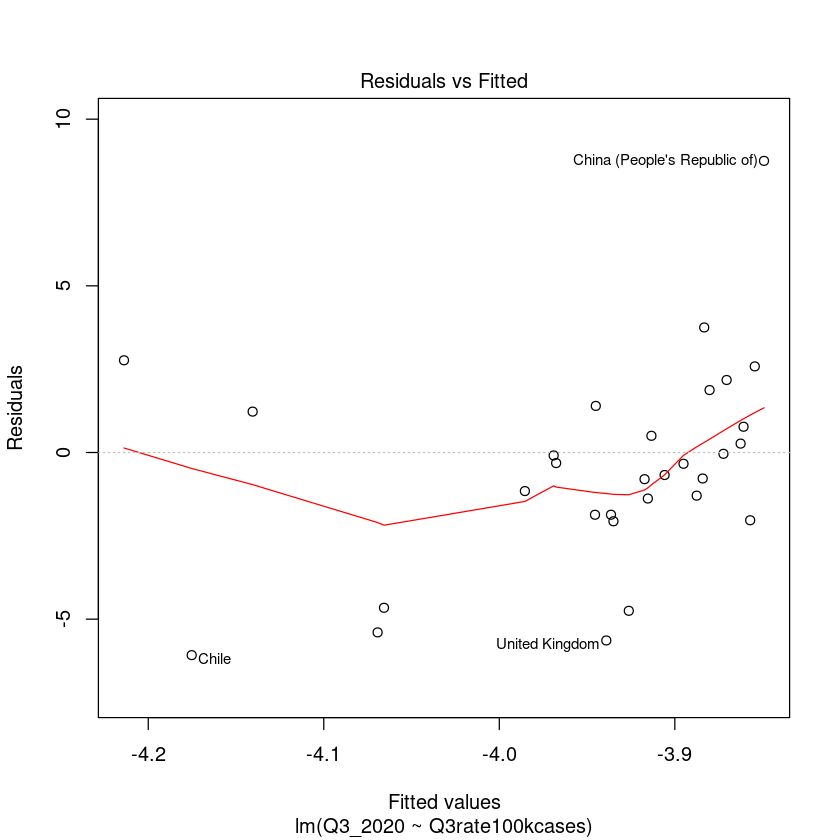 Residuals vs Fitted
10
5
0
-5
Residuals
China (People's Republic of)
United Kingdom
Chile
-4.2
-4.1
-4.0
-3.9
Fitted values
lm(Q3_2020 ~ Q3rate100kcases)